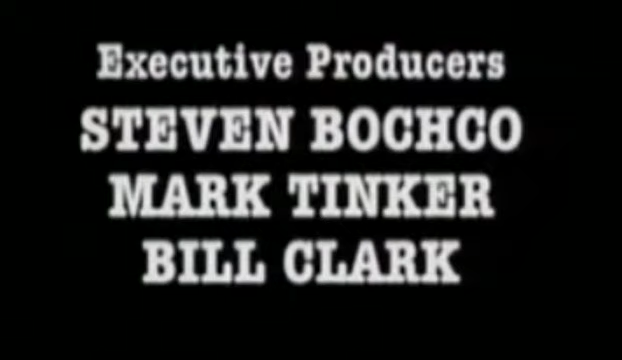 Executive Producers
STEVEN BOCHCO
MARK TINKER
BILL CLARK